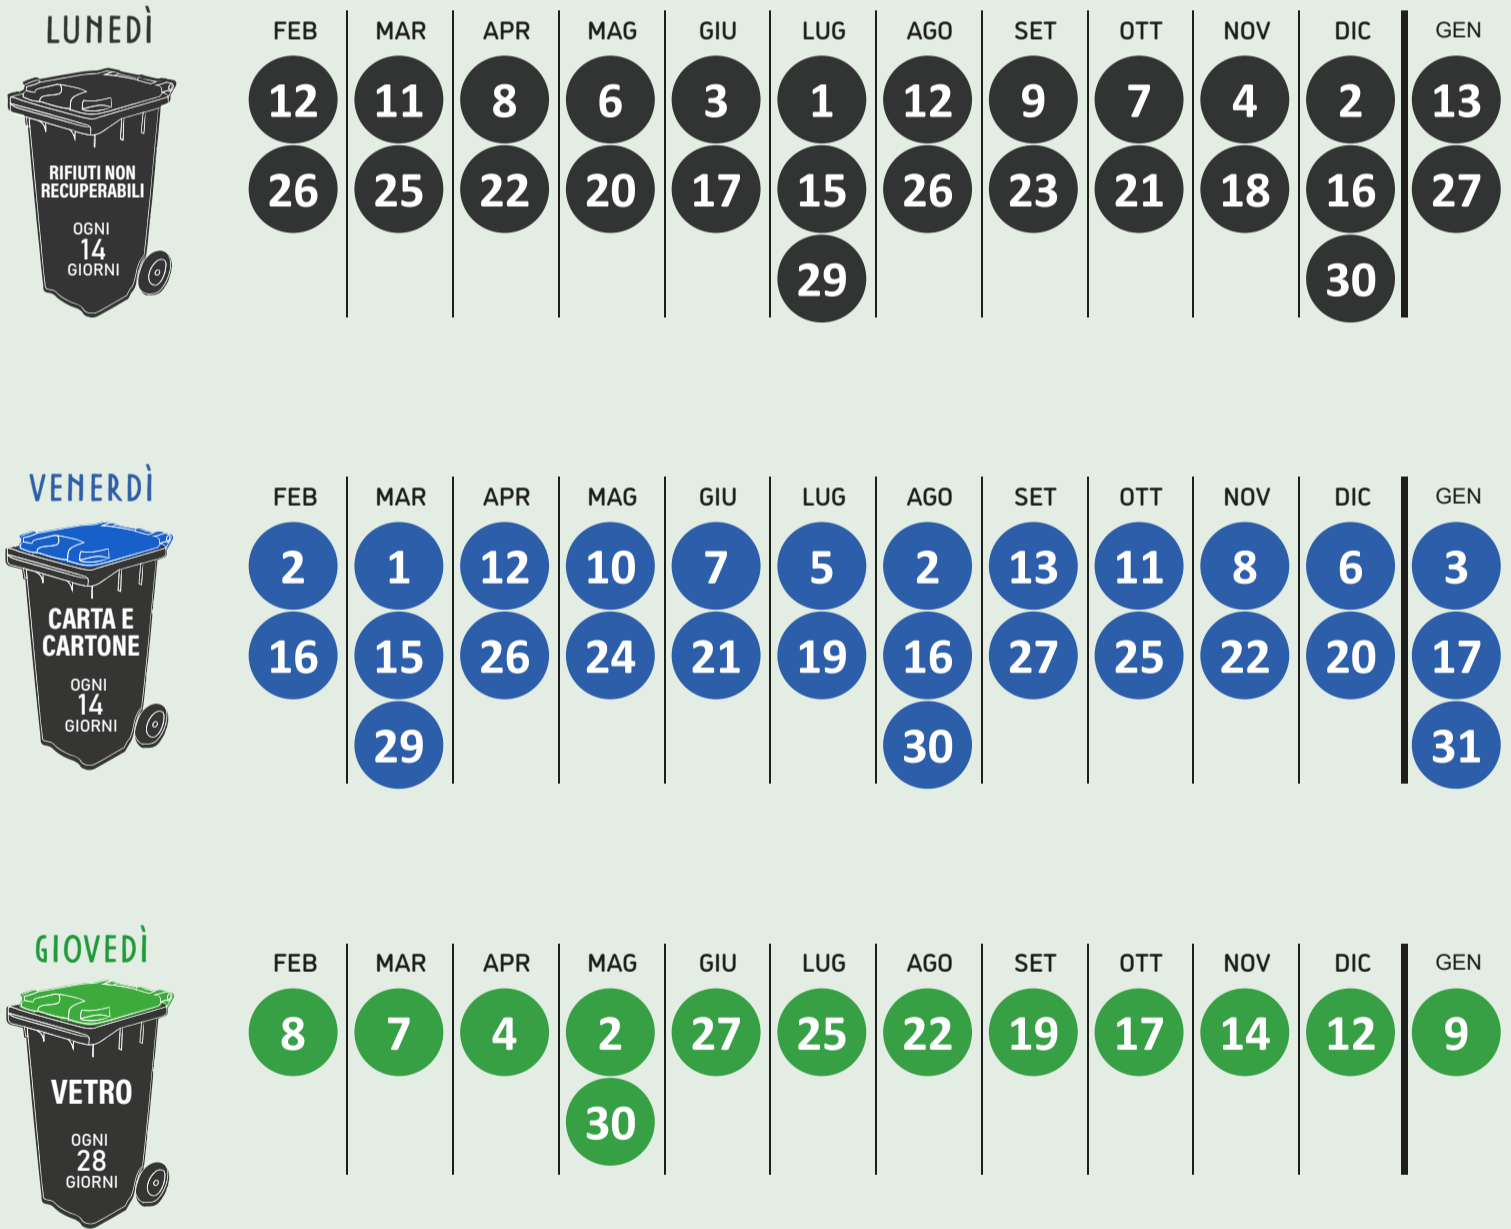 LUNEDÌ
RIFIUTI NON
RECUPERABILI
OGNI
14
GIORNI
FEB MAR APR MAG GIU LUG AGO SET OTT NOV DIC GEN
12 11 8 6 3 1 12 9 7 4 2 13
26 25 22 20 17 15 26 23 21 18 16 27
29 30
VENERDÌ
CARTA E
CARTONE
OGNI
14
GIORNI
FEB MAR APR MAG GIU LUG AGO SET OTT NOV DIC GEN
2 1 12 10 7 5 2 13 11 8 6 3
16 15 26 24 21 19 16 27 25 22 20 17
29 30 31
GIOVEDÌ
VETRO
OGNI
28
GIORNI
FEB MAR APR MAG GIU LUG AGO SET OTT NOV DIC GEN
8 7 4 2 27 25 22 19 17 14 12 9
30